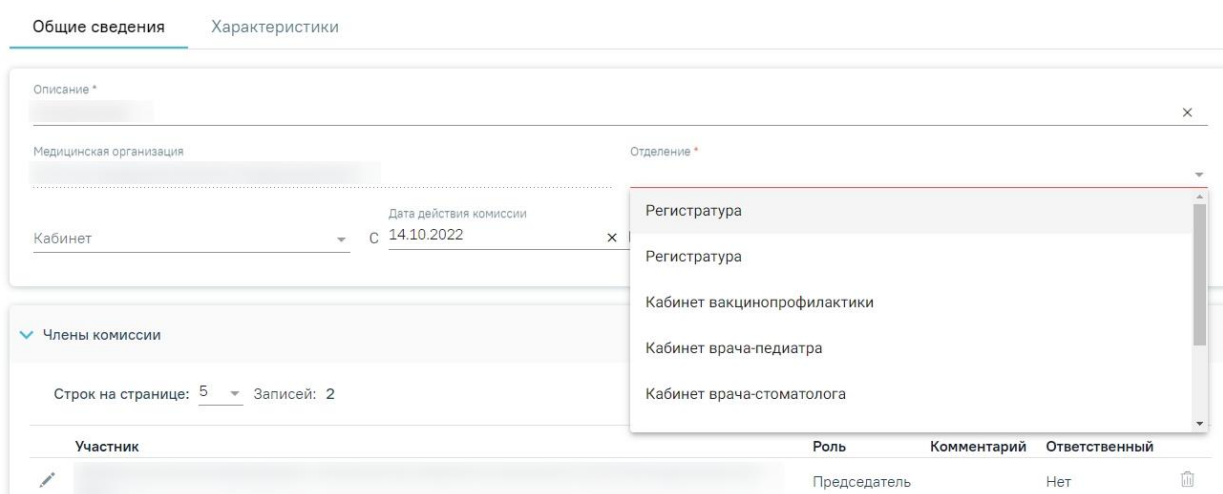 Общие сведения Характеристики
Описание *
Медицинская организация Отделение *
Дата действия комиссии
Кабинет С 14.10.2022
Регистратура
Регистратура
Кабинет вакцинопрофилактики
Кабинет врача-педиатра
Кабинет врача-стоматолога
Члены комиссии
Строк на странице: 5 Записей: 2
Участник Роль Комментарий Ответственный
Председатель Нет